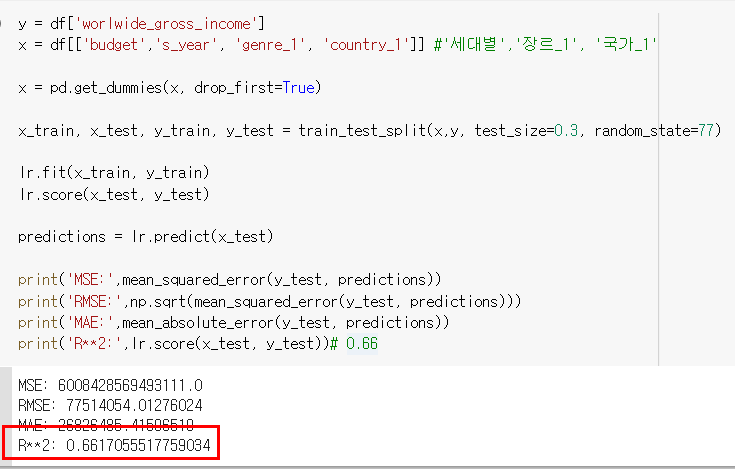 y = df['worlwide_gross_income']
x = df[['budget','s_year', 'genre_1', 'country_1']] #'세대별','장르_1', '국가_1'
x = pd.get_dummies(x, drop_first=True)
x_train, x_test, y_train, y_test = train_test_split(x,y, test_size=0.3, random_state=77)
lr.fit(x_train, y_train)
lr.score(x_test, y_test)
predictions = lr.predict(x_test)
print('MSE:',mean_squared_error(y_test, predictions))
print('RMSE:',np.sqrt(mean_squared_error(y_test, predictions)))
print('MAE:',mean_absolute_error(y_test, predictions))
print('R**2:',lr.score(x_test, y_test))# 0.66
MSE: 6008428569493111.0
RMSE: 77514054.01276024
MAE:
R**2: 0.6617055517759034